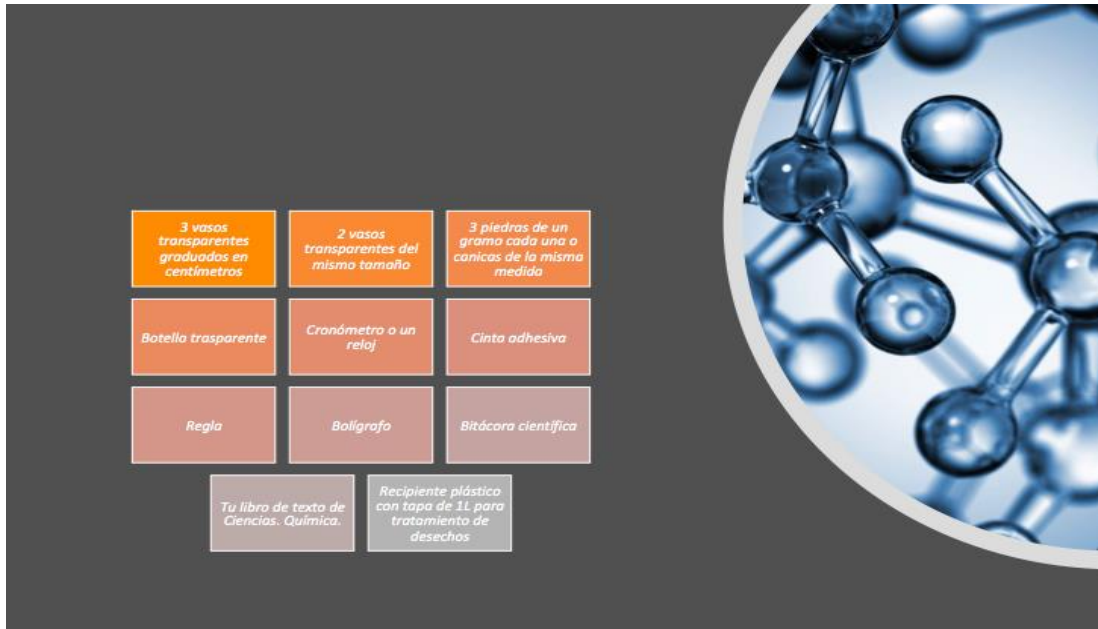 3 vasos
transparentes
graduados en
centímetros
2 vasos
transparentes del
mismo tamaño
3 piedras de un
gramo cada una o
canicas de la misma
medida
Botella trasparente
Cronómetro o un
reloj
Cinta adhesiva
Regla
Bolígrafo
Bitácora científica
Tu libro de texto de
Ciencias. Química.
Recipiente plástico
con tapa de 1L para
tratamiento de
desechos